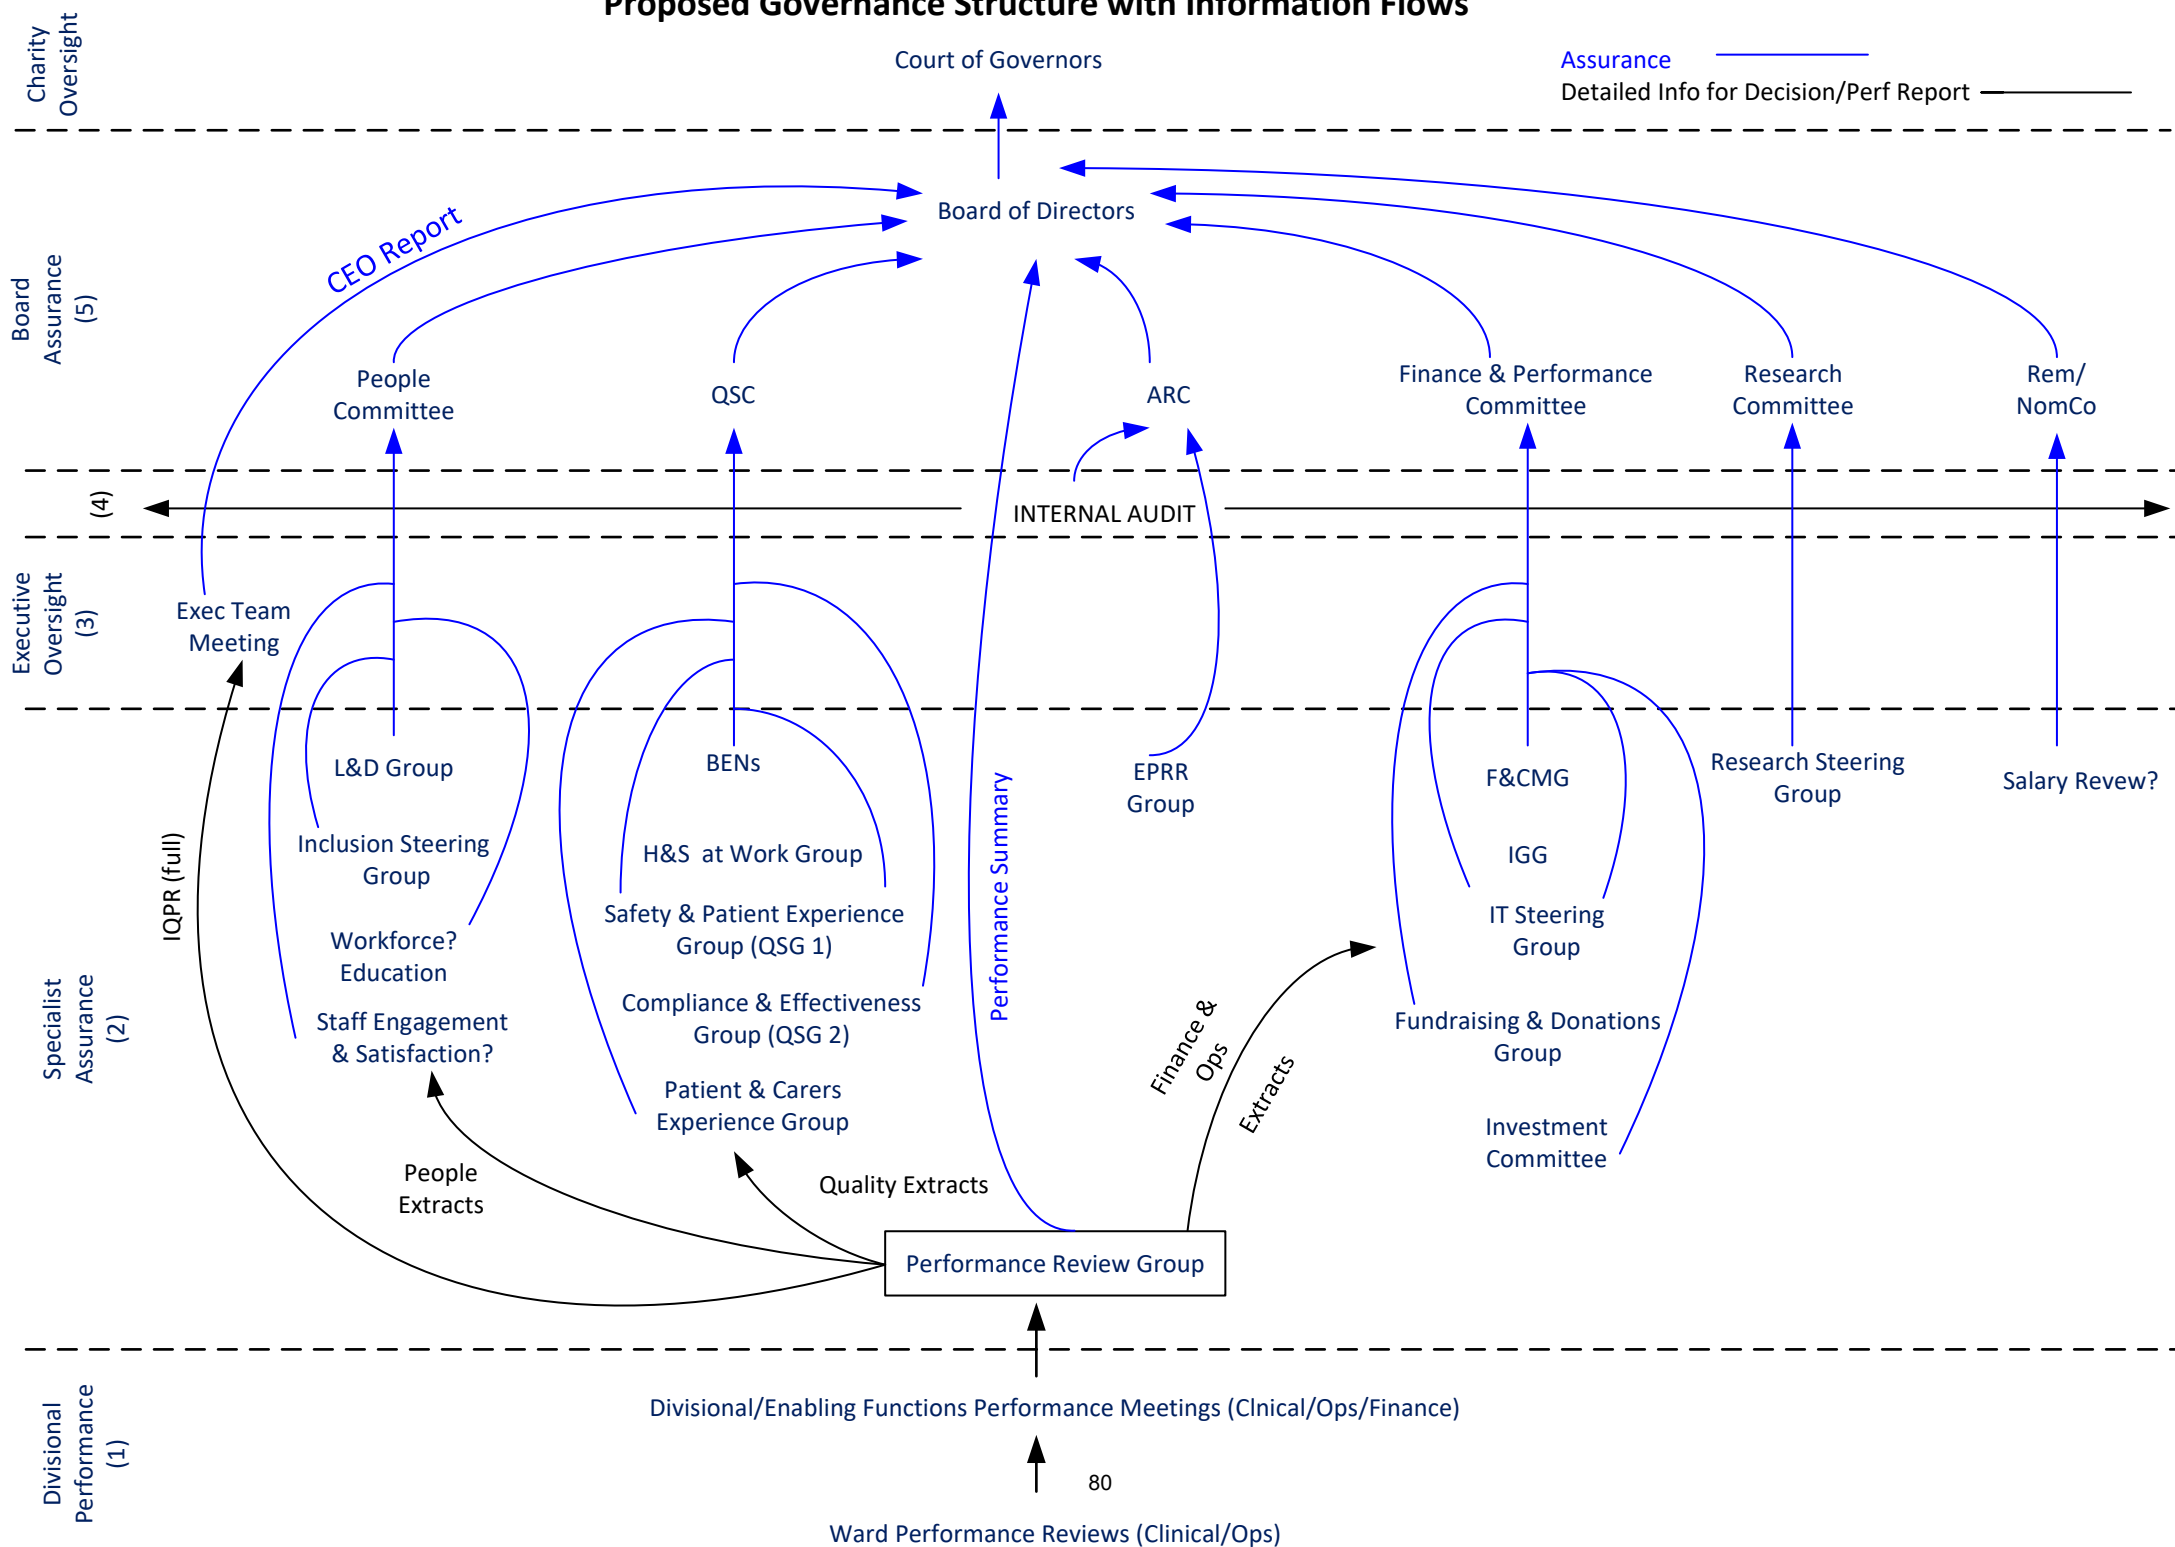 Proposed Governance Structure with Information Flows
Charity
Oversight
Court of Governors
Assurance
Detailed Info for Decision/Perf Report
Board
Assurance
(5)
CEO Report
Board of Directors
People
Committee
QSC
ARC
Finance & Performance
Committee
Research
Committee
Rem/
NomCo
(4)
INTERNAL AUDIT
Executive
Oversight
(3)
Exec Team
Meeting
Specialist
Assurance
(2)
IQPR (full)
L&D Group
Inclusion Steering
Group
Workforce?
Education
Staff Engagement
& Satisfaction?
BENs
H&S  at Work Group
Safety & Patient Experience
Group (QSG 1)
Compliance & Effectiveness
Group (QSG 2)
Patient & Carers
Experience Group
Performance Summary
EPRR
Group
F&CMG
IGG
IT Steering
Group
Fundraising & Donations
Group
Investment
Committee
Research Steering
Group
Salary Revew?
People
Extracts
Quality Extracts
Finance &
Ops
Extracts
Performance Review Group
Divisional
Performance
(1)
Divisional/Enabling Functions Performance Meetings (Clnical/Ops/Finance)
80
Ward Performance Reviews (Clinical/Ops)